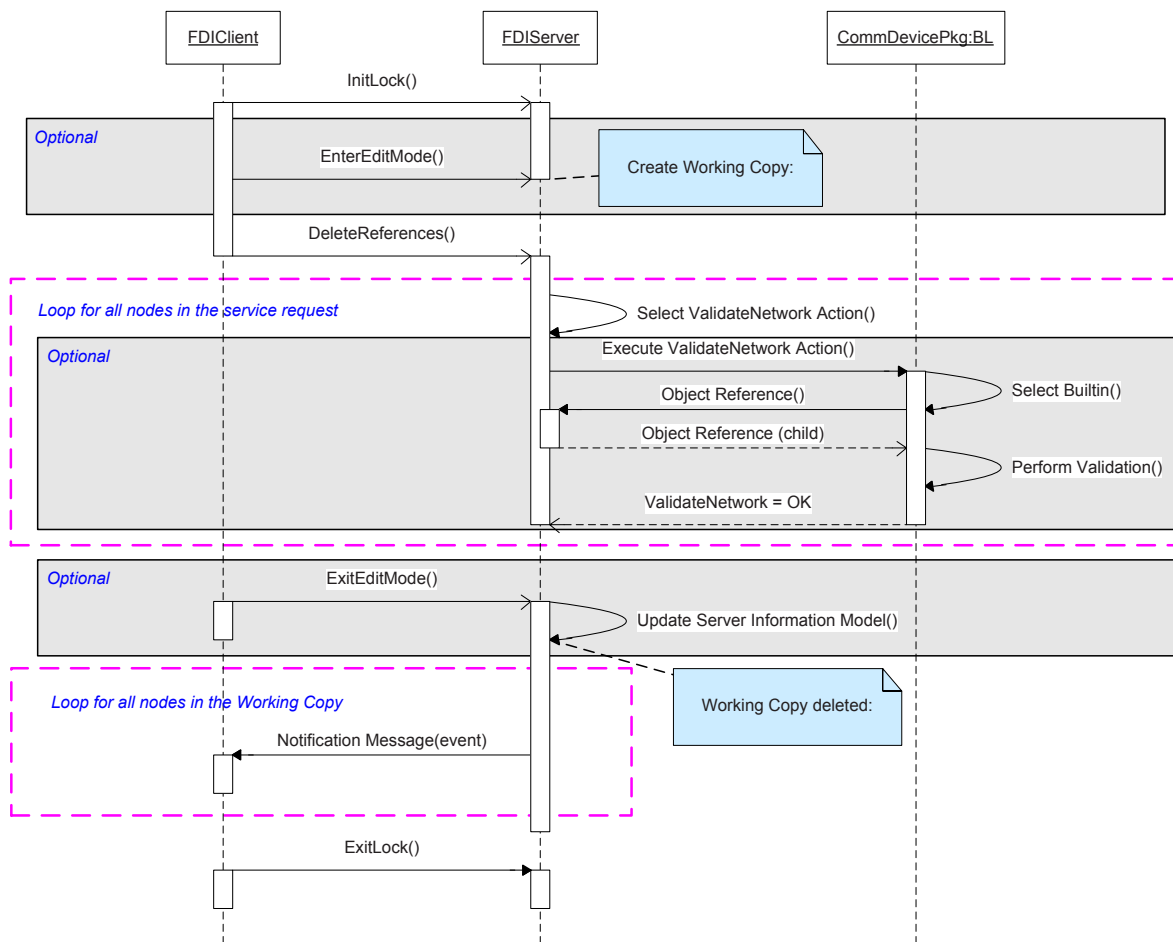 FDIClient
FDIServer
CommDevicePkg:BL
InitLock()
Optional
EnterEditMode()
Create Working Copy:
DeleteReferences()
Loop for all nodes in the service request
Select ValidateNetwork Action()
Optional
Execute ValidateNetwork Action()
Select Builtin()
Object Reference()
Object Reference (child)
Perform Validation()
ValidateNetwork = OK
Optional
ExitEditMode()
Update Server Information Model()
Loop for all nodes in the Working Copy
Working Copy deleted:
Notification Message(event)
ExitLock()